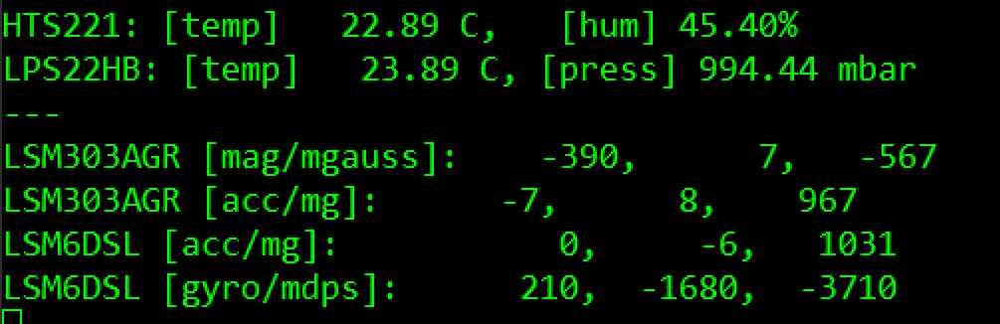 HTS221: [temp]   22.89 C,   [hum] 45.40%
LPS22HB: [temp]   23.89 C, [press] 994.44 mbar
---
LSM303AGR [mag/mgauss]:    -390,      7,   -567
LSM303AGR [acc/mg]:      -7,      8,    967
LSM6DSL [acc/mg]:           0,     -6,   1031
LSM6DSL [gyro/mdps]:      210,  -1680,  -3710